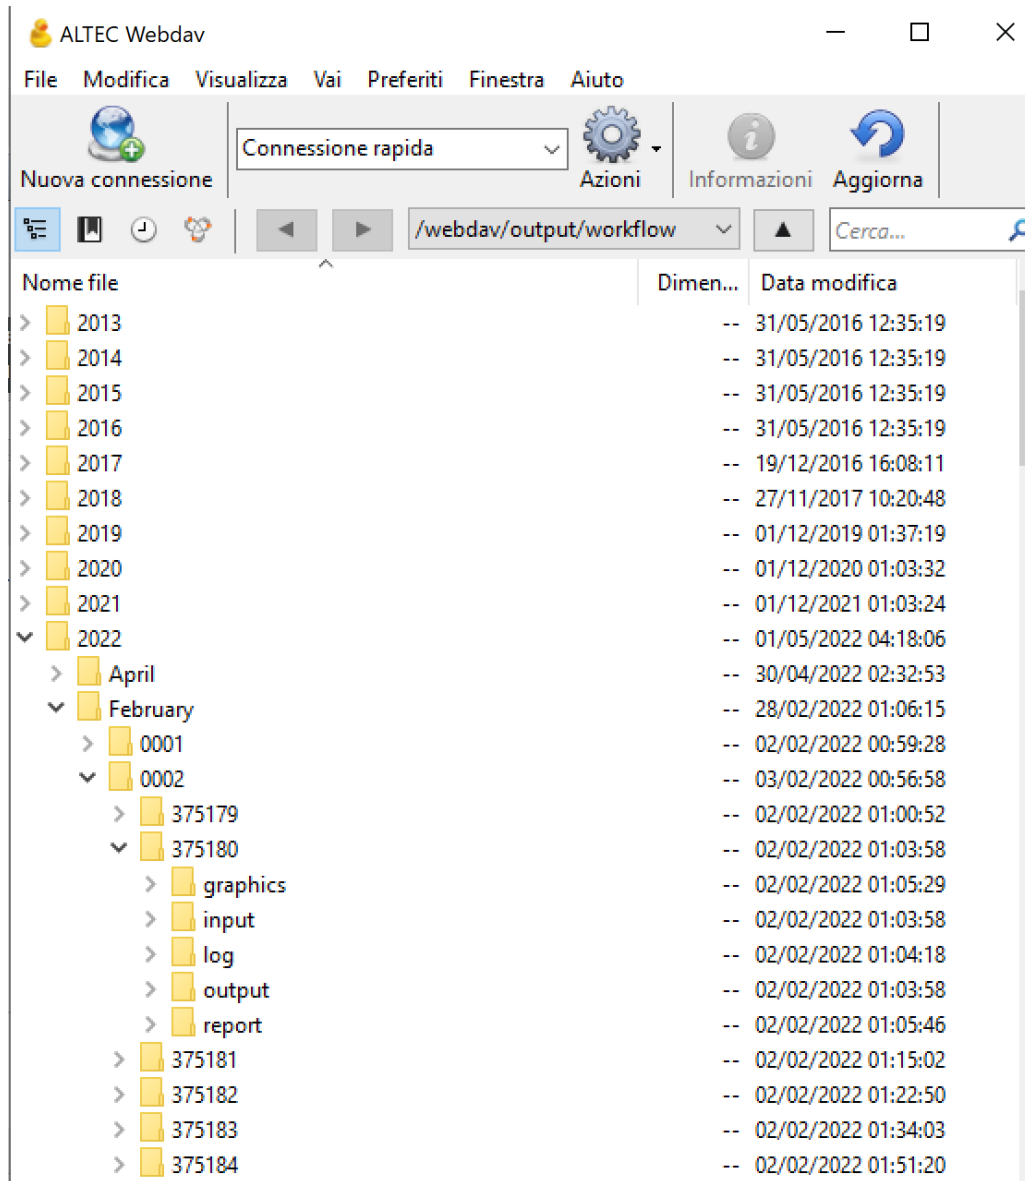 ALTEC Webdav
File Modifica Visualizza Vai Preferiti Finestra Aiuto
Nuova connessione
Connessione rapida
Azioni
Informazioni
Aggiorna
/webdav/output/workflow
Cerca...
Nome file Dimen... Data modifica
2013 -- 31/05/2016 12:35:19
2014 -- 31/05/2016 12:35:19
2015 -- 31/05/2016 12:35:19
2016 -- 31/05/2016 12:35:19
2017 -- 19/12/2016 16:08:11
2018 -- 27/11/2017 10:20:48
2019 -- 01/12/2019 01:37:19
2020 -- 01/12/2020 01:03:32
2021 -- 01/12/2021 01:03:24
2022 -- 01/05/2022 04:18:06
April -- 30/04/2022 02:32:53
February -- 28/02/2022 01:06:15
0001 -- 02/02/2022 00:59:28
0002 -- 03/02/2022 00:56:58
375179 -- 02/02/2022 01:00:52
375180 -- 02/02/2022 01:03:58
graphics -- 02/02/2022 01:05:29
input -- 02/02/2022 01:03:58
log -- 02/02/2022 01:04:18
output -- 02/02/2022 01:03:58
report -- 02/02/2022 01:05:46
375181 -- 02/02/2022 01:15:02
375182 -- 02/02/2022 01:22:50
375183 -- 02/02/2022 01:34:03
375184 -- 02/02/2022 01:51:20